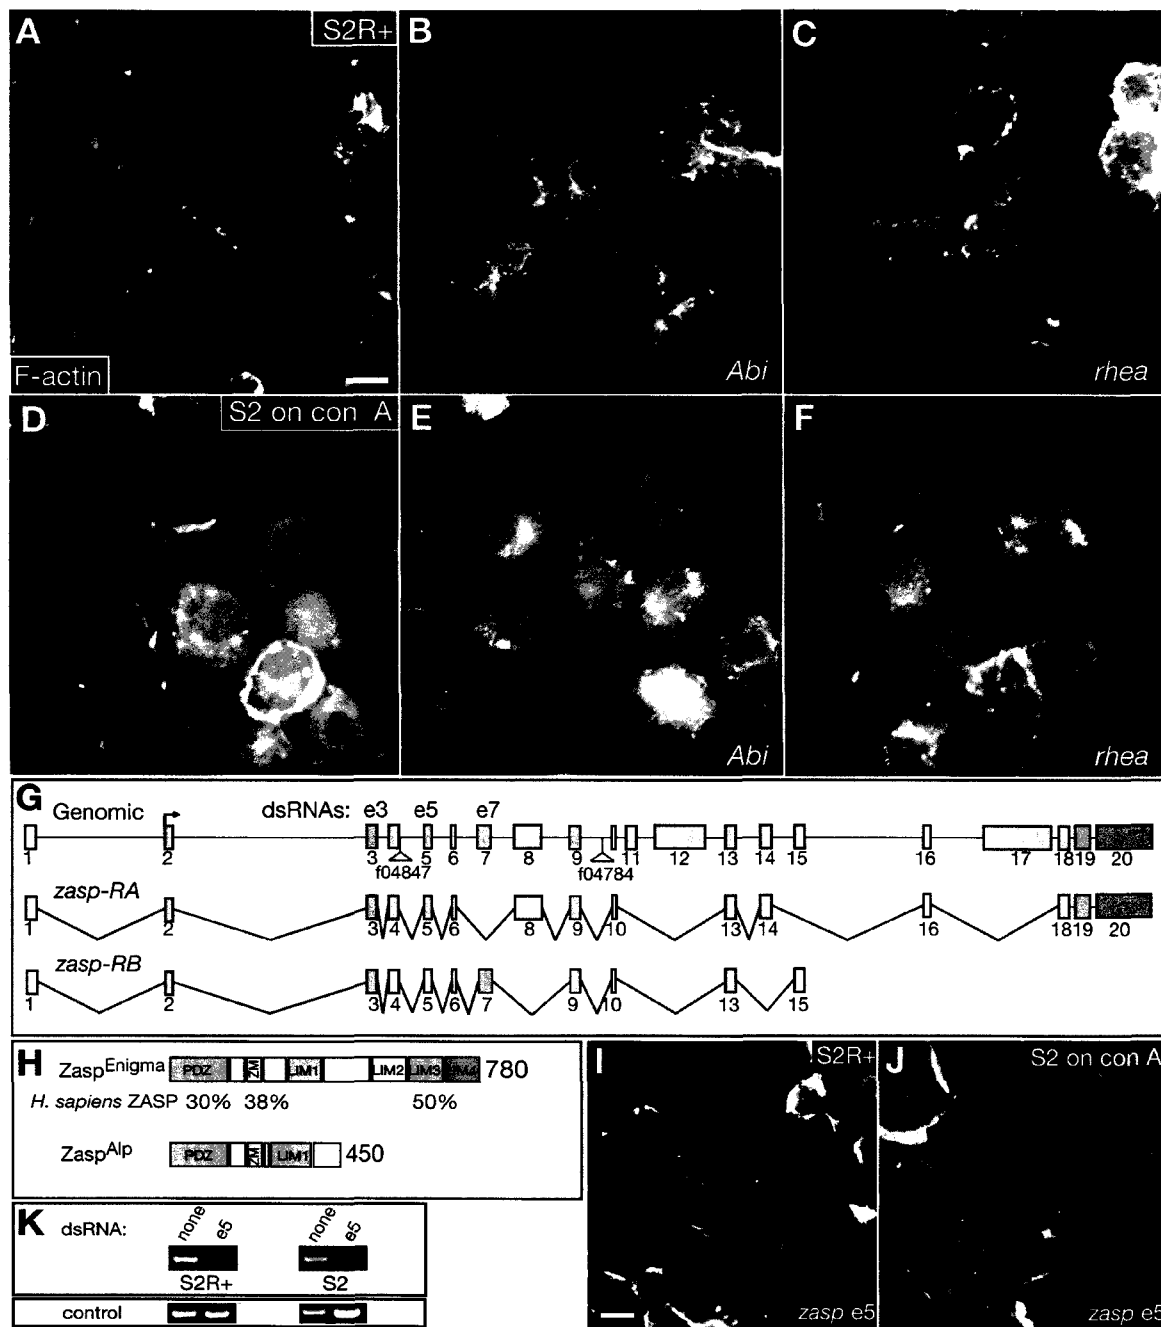 A S2R+ B C
F-actin Abi rhea
D S2 on con A E F
Abi rhea
G Genomic dsRNAs: e3 e5 e7
1 2 3 4 5 6 7 8 9 11 12 13 14 15 16 17 18 19 20
f04847 f04784
zasp-RA
1 2 3 4 5 6 8 9 10 13 14 16 18 19 20
zasp-RB
1 2 3 4 5 6 7 9 10 13 15
H Zasp Enigma PDZ ZM LIM1 LIM2 LIM3 LIM4 780
H. sapiens ZASP 30% 38% 50%
Zasp Alp PDZ ZM LIM1 450
I S2R+ J S2 on con A
zasp e5 zasp e5
K dsRNA: none e5 none e5
S2R+ S2
control